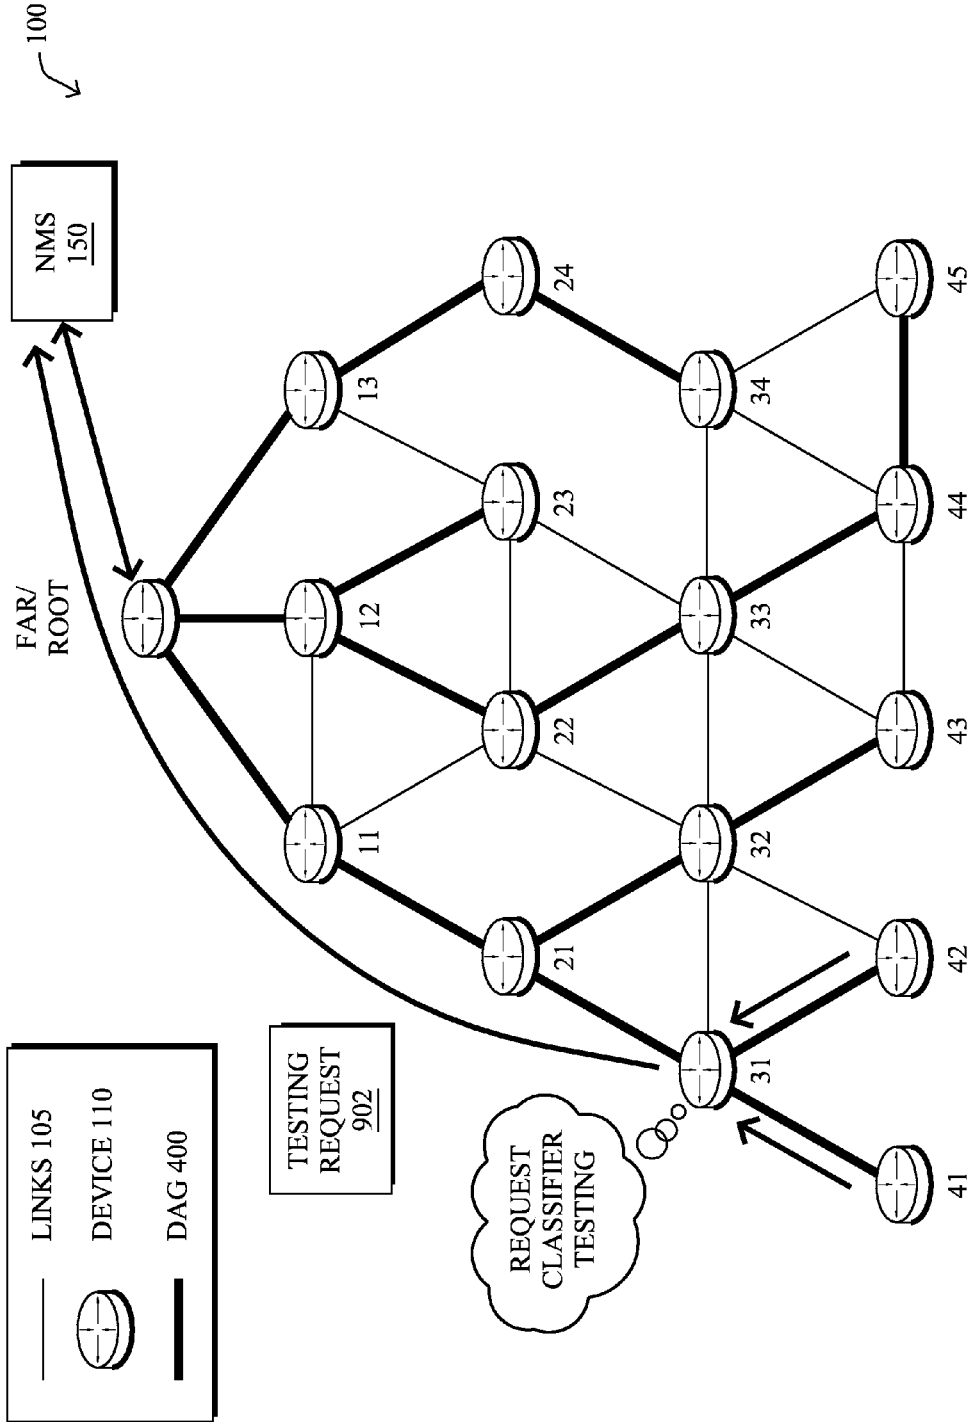 LINKS 105
DEVICE 110
DAG 400
FAR/
ROOT
NMS
150
100
TESTING
REQUEST
902
REQUEST
CLASSIFIER
TESTING
11
12
13
21
22
23
24
31
32
33
34
41
42
43
44
45